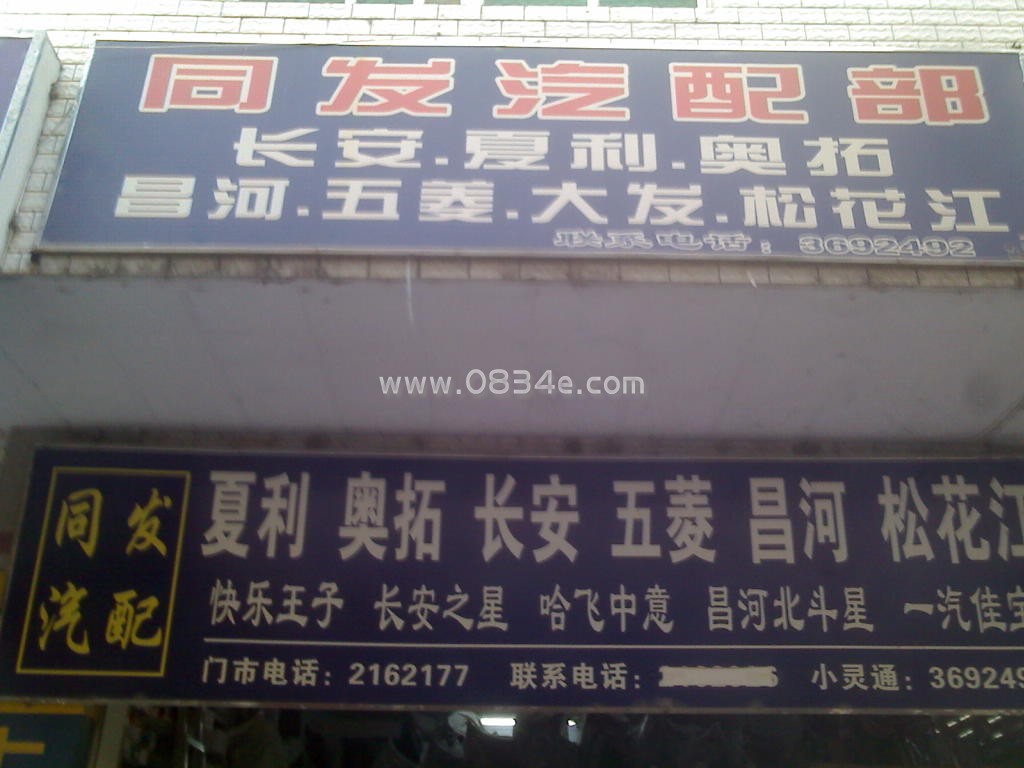 同发汽配部
长安.夏利.奥拓
昌河.五菱.大发.松花江
联系电话：3692492
www.0834e.com
同发
汽配
夏利 奥拓 长安 五菱 昌河 松花江
快乐王子 长安之星 哈飞中意 昌河北斗星 一汽佳宝
门市电话：2162177 联系电话： 小灵通：369249